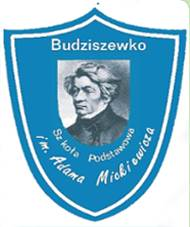 Budziszewko
Szkoła Podstawowa
im. Adama Mickiewicza